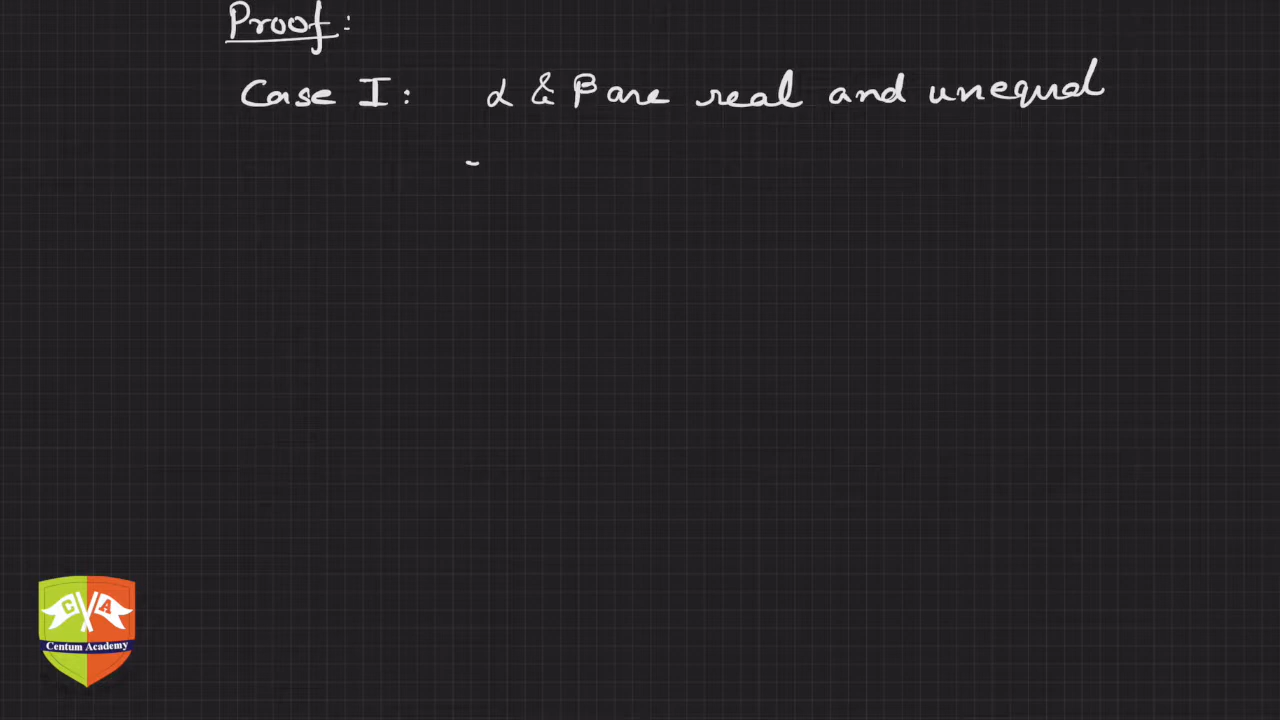 Proof:
Case I: α & β are real and unequal
-
C A
Centum Academy